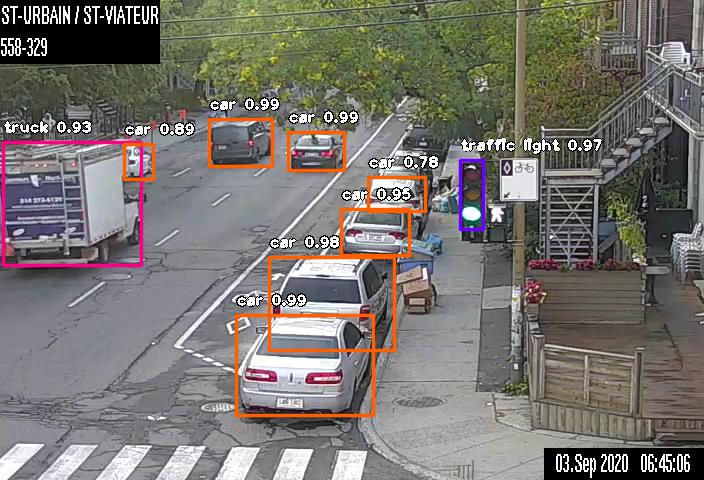 ST-URBAIN / ST-VIATEUR
558-329
car 0.99
car 0.99
truck 0.93
car 0.89
traffic light 0.97
car 0.78
car 0.95
car 0.98
car 0.99
03.Sep 2020 06:45:06